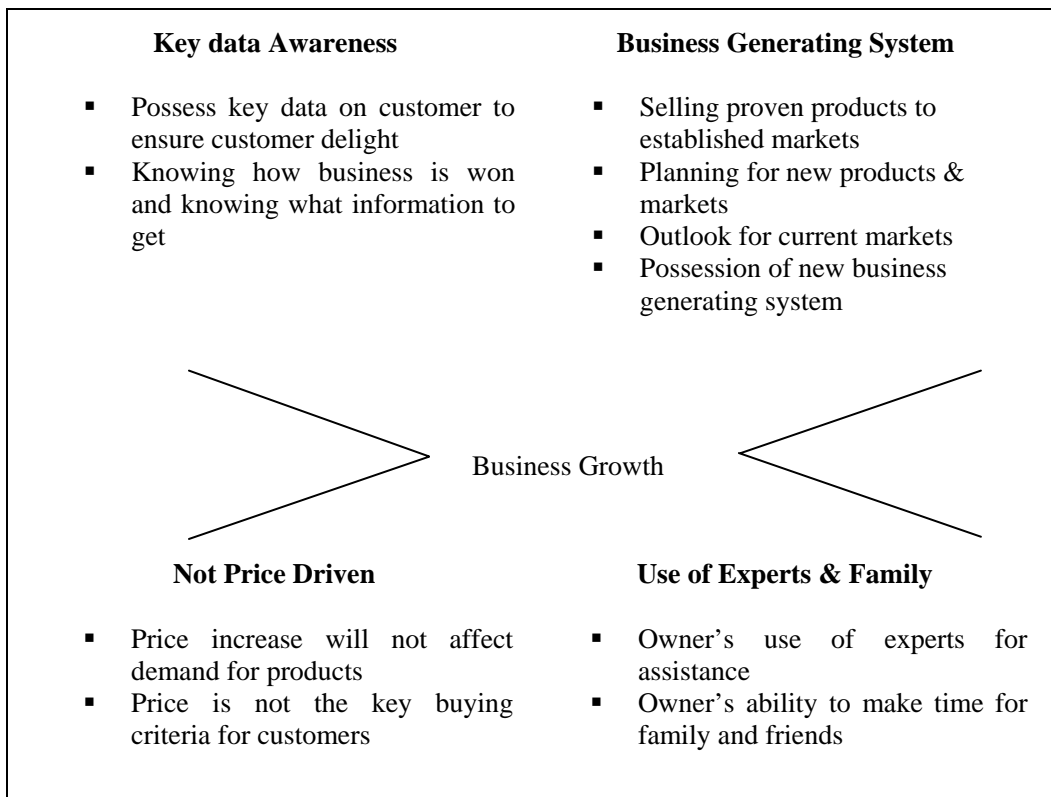 Key data Awareness
▪ Possess key data on customer to
ensure customer delight
▪ Knowing how business is won
and knowing what information to
get
Business Generating System
▪ Selling proven products to
established markets
▪ Planning for new products &
markets
▪ Outlook for current markets
▪ Possession of new business
generating system
Business Growth
Not Price Driven
▪ Price increase will not affect
demand for products
▪ Price is not the key buying
criteria for customers
Use of Experts & Family
▪ Owner’s use of experts for
assistance
▪ Owner’s ability to make time for
family and friends